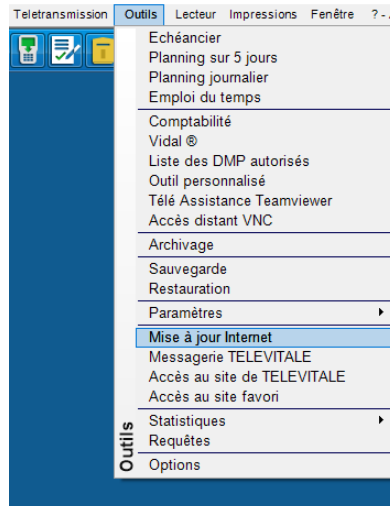 Teletransmission Outils Lecteur Impressions Fenêtre ? -
Echéancier
Planning sur 5 jours
Planning journalier
Emploi du temps
Comptabilité
Vidal ®
Liste des DMP autorisés
Outil personnalisé
Télé Assistance Teamviewer
Accès distant VNC
Archivage
Sauvegarde
Restauration
Paramètres
Mise à jour Internet
Messagerie TELEVITALE
Accès au site de TELEVITALE
Accès au site favori
Statistiques
Requêtes
Options
Outils